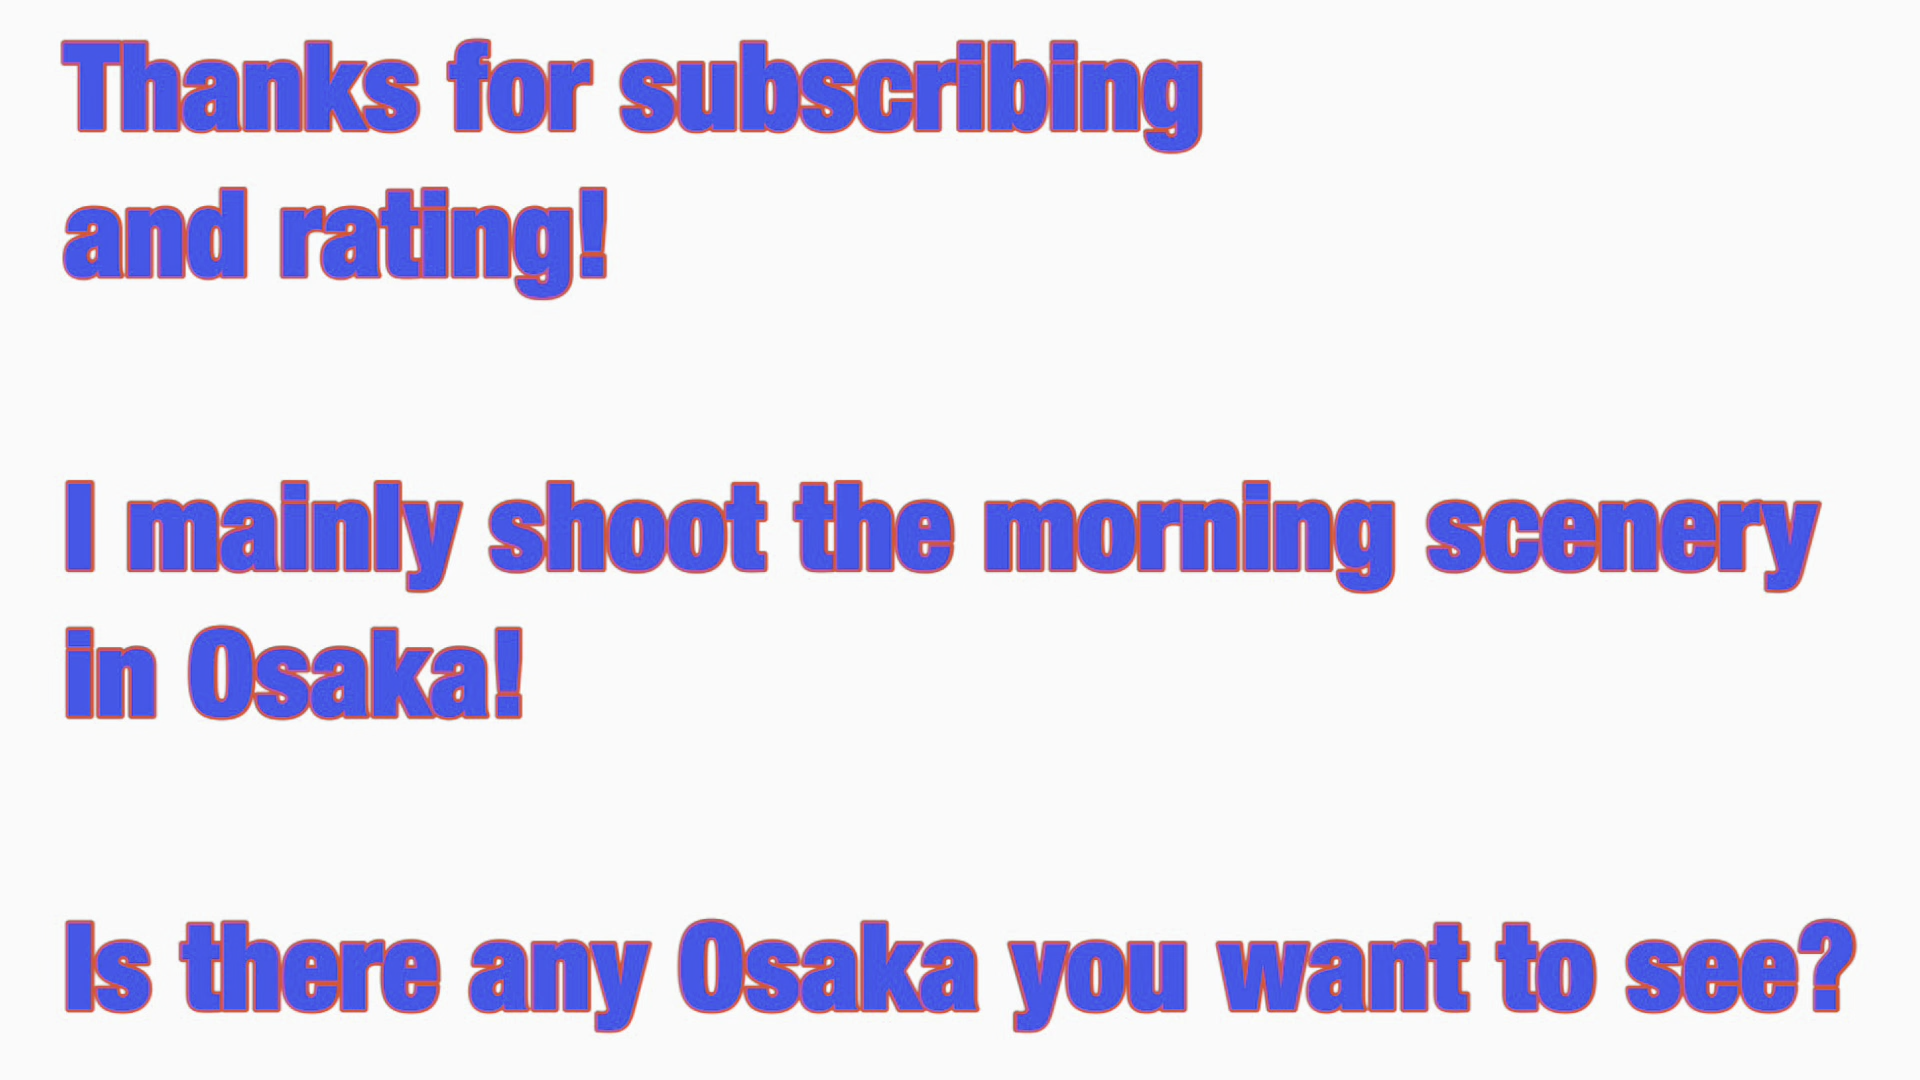 Thanks for subscribing
and rating!
I mainly shoot the morning scenery
in Osaka!
Is there any Osaka you want to see?